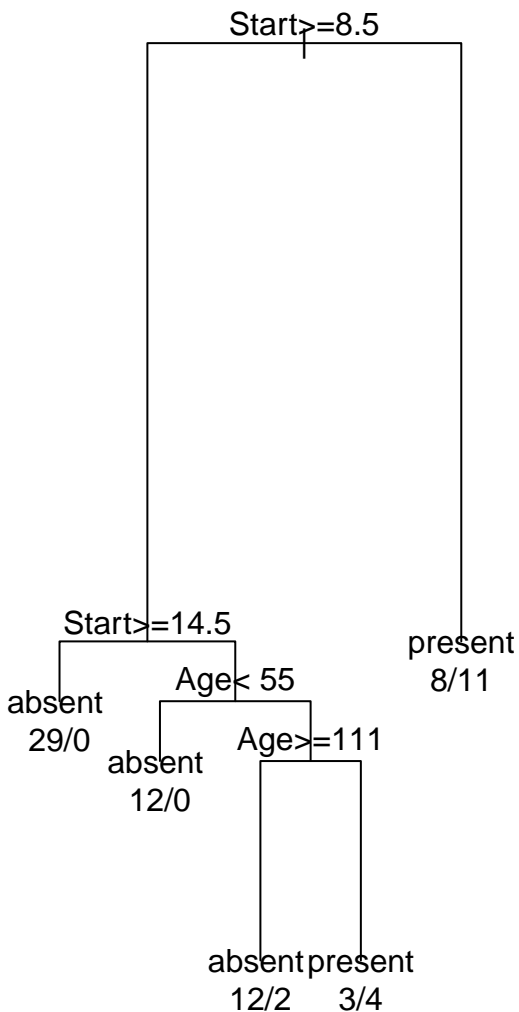 Start>=8.5
Start>=14.5
present
8/11
Age< 55
absent
29/0
Age>=111
absent
12/0
absent
12/2
present
3/4